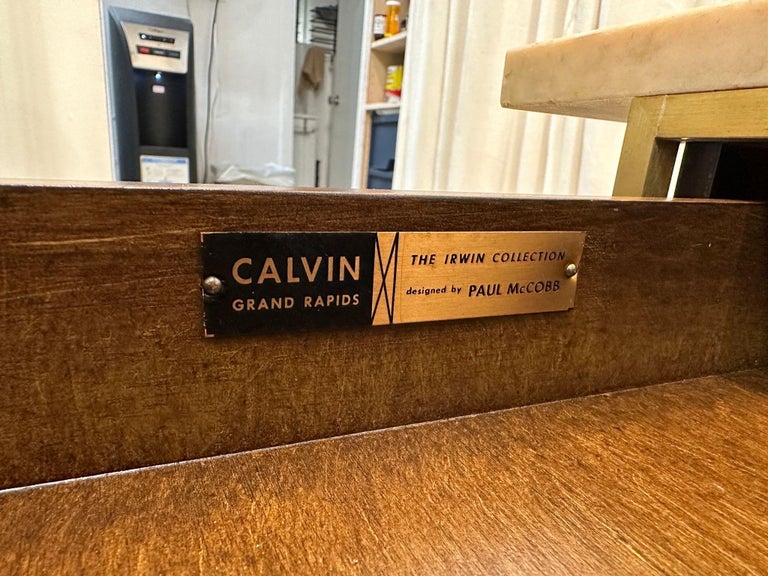 CALVIN
GRAND RAPIDS
THE IRWIN COLLECTION
designed by PAUL McCOBB